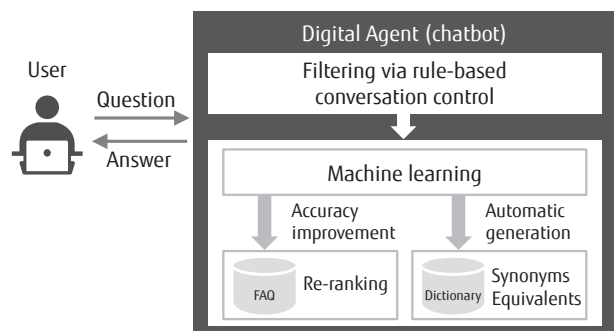 Digital Agent (chatbot)
User
Filtering via rule-based
conversation control
Question
Answer
Machine learning
Accuracy
improvement
Automatic
generation
FAQ
Re-ranking
Dictionary
Synonyms
Equivalents